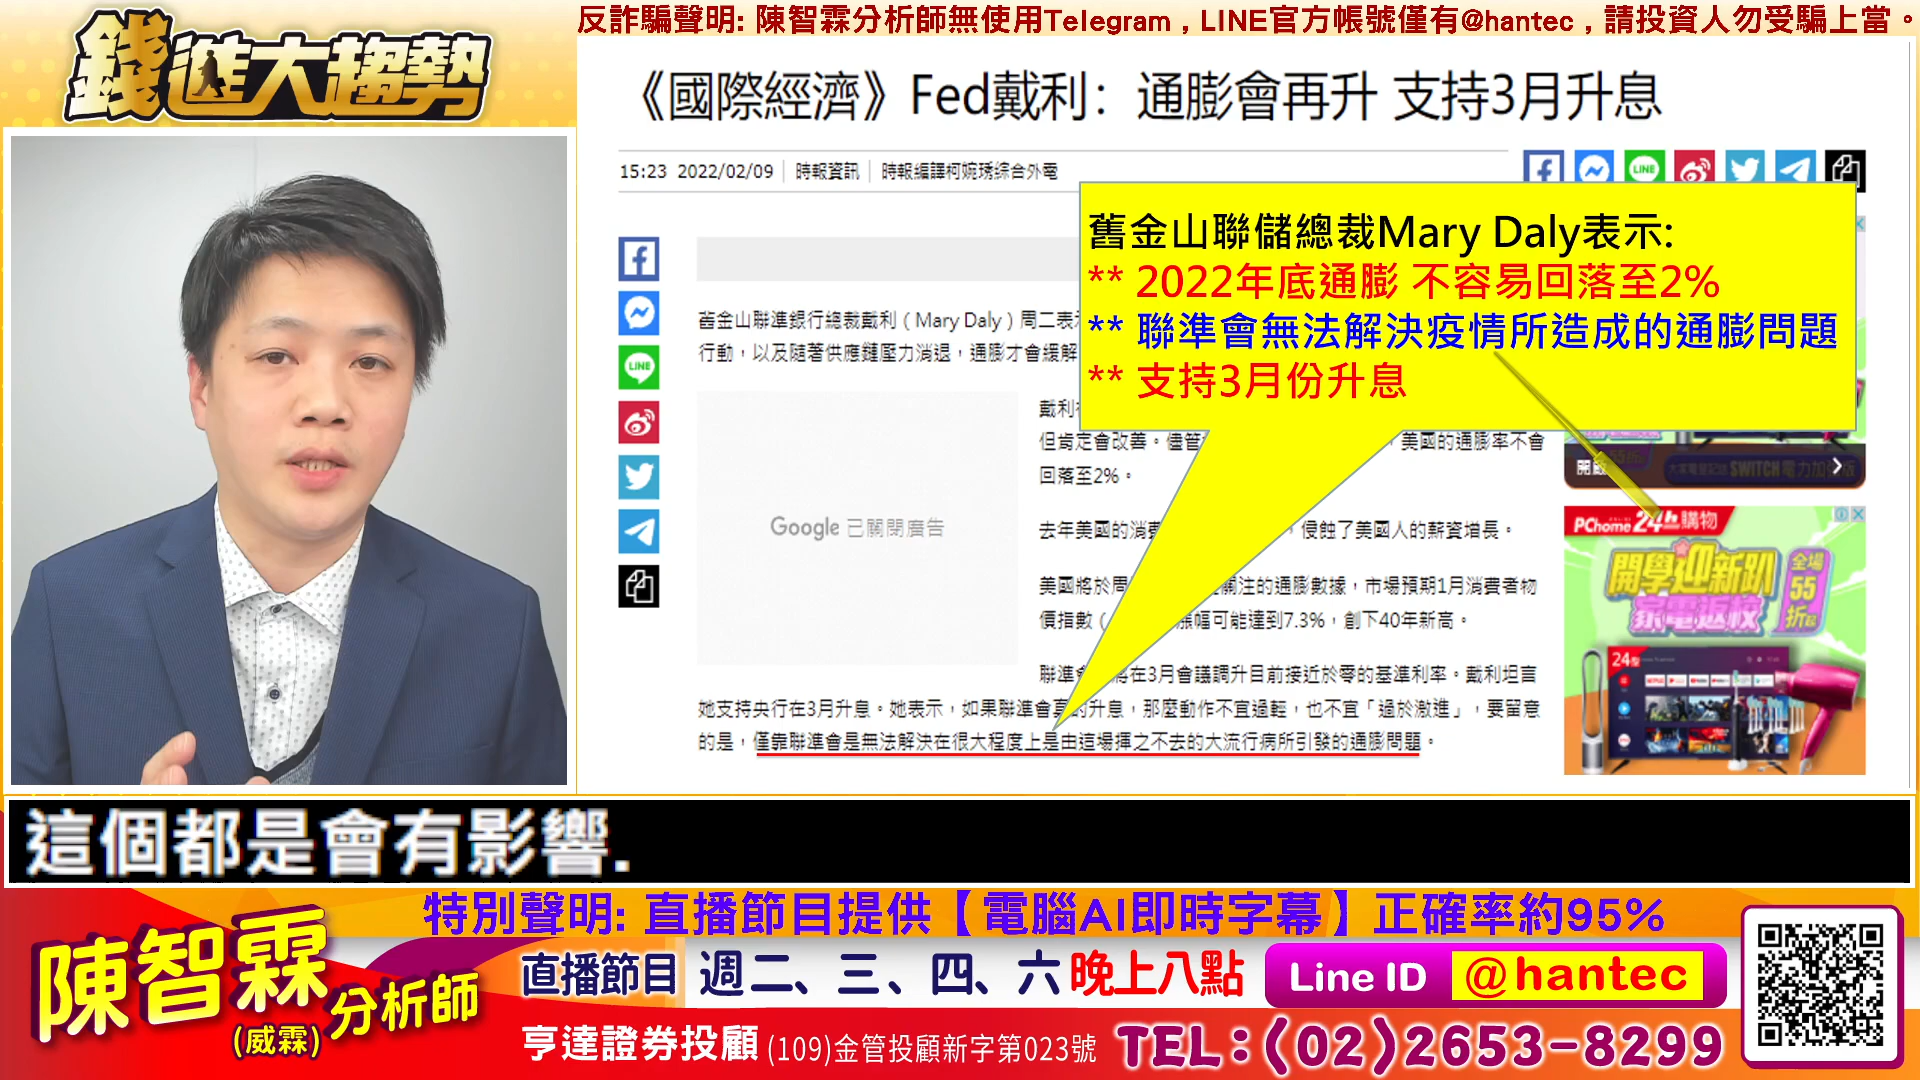 反詐騙聲明: 陳智霖分析師無使用Telegram , LINE官方帳號僅有@hantec , 請投資人勿受騙上當。
錢進大趨勢
《國際經濟》Fed戴利：通膨會再升 支持3月升息
15:23 2022/02/09 | 時報資訊 | 時報編譯柯婉琇綜合外電
舊金山聯儲總裁Mary Daly表示:
** 2022年底通膨 不容易回落至2%
** 聯準會無法解決疫情所造成的通膨問題
** 支持3月份升息
舊金山聯準銀行總裁戴利（Mary Daly）周二表
行動，以及隨著供應鏈壓力消退，通膨才會緩解
戴利
但肯定會改善。儘管
，美國的通膨率不會
回落至2%。
去年美國的消費
，侵蝕了美國人的薪資增長。
美國將於周
關注的通膨數據，市場預期1月消費者物
價指數（
漲幅可能達到7.3%，創下40年新高。
聯準會
將在3月會議調升目前接近於零的基準利率。戴利坦言
她支持央行在3月升息。她表示，如果聯準會真的升息，那麼動作不宜過輕，也不宜「過於激進」，要留意
的是，僅靠聯準會是無法解決在很大程度上是由這場揮之不去的大流行病所引發的通膨問題。
Google 已關閉廣告
LINE
LINE
開啟
SWITCH電力加
PChome 24h購物
開學迎新趴
家電返校
全場
55
折起
24型
這個都是會有影響.
特別聲明: 直播節目提供【電腦AI即時字幕】正確率約95%
陳智霖分析師
(威霖)
直播節目 週二、三、四、六 晚上八點
Line ID @hantec
亨達證券投顧 (109)金管投顧新字第023號 TEL:(02)2653-8299